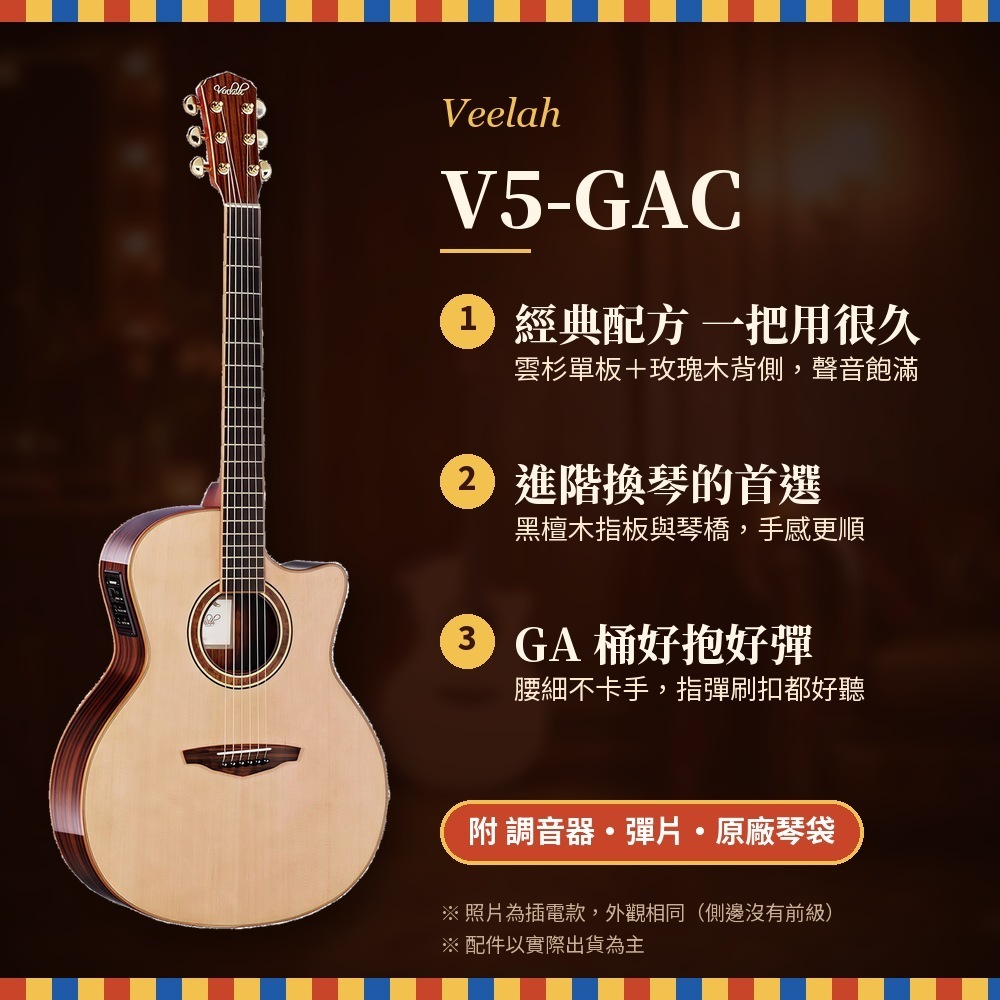 Veelah
Veelah
V5-GAC
1 經典配方 一把用很久
雲杉單板＋玫瑰木背側，聲音飽滿
2 進階換琴的首選
黑檀木指板與琴橋，手感更順
3 GA 桶好抱好彈
腰細不卡手，指彈刷扣都好聽
附 調音器・彈片・原廠琴袋
※ 照片為插電款，外觀相同（側邊沒有前級）
※ 配件以實際出貨為主